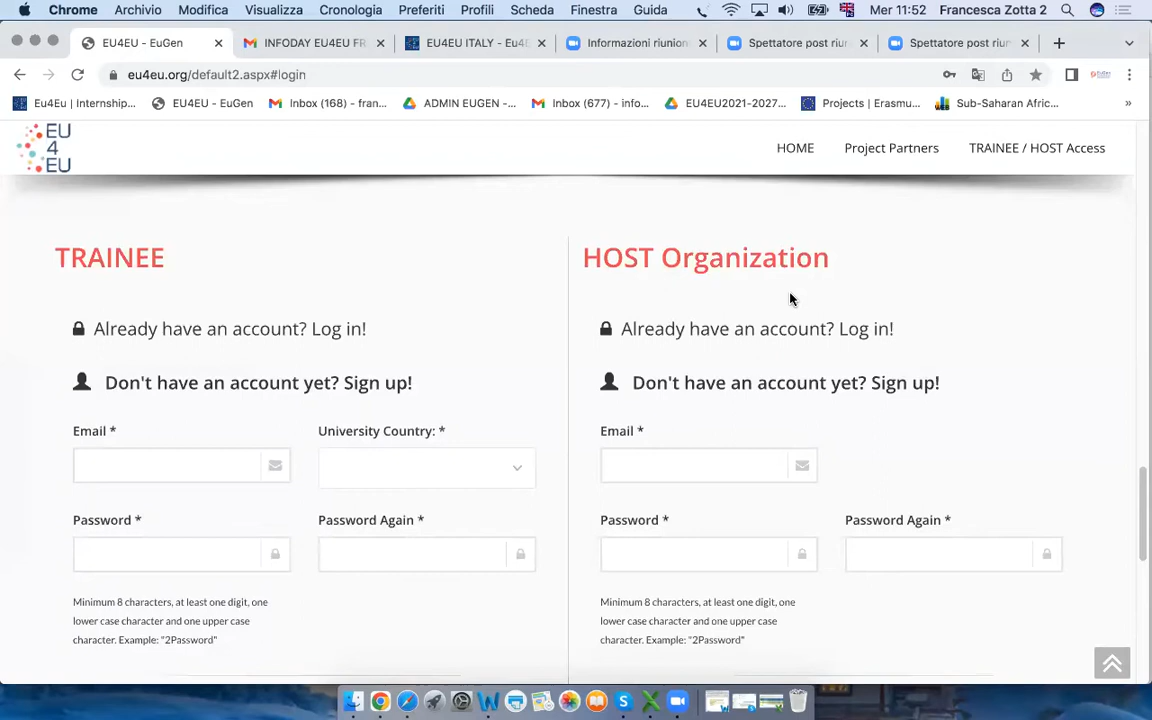 Chrome Archivio Modifica Visualizza Cronologia Preferiti Profili Scheda Finestra Guida Mer 11:52 Francesca Zotta 2
EU4EU - EuGen INFODAY EU4EU FR EU4EU ITALY - Eu4E Informazioni riunion Spettatore post riun Spettatore post riun
eu4eu.org/default2.aspx#login
Eu4Eu | Internship... EU4EU - EuGen Inbox (168) - fran... ADMIN EUGEN -... Inbox (677) - info... EU4EU2021-2027... Projects | Erasmu... Sub-Saharan Afric... »
EU
4
EU
HOME Project Partners TRAINEE / HOST Access
TRAINEE
Already have an account? Log in!
Don't have an account yet? Sign up!
Email * University Country: *
Password * Password Again *
Minimum 8 characters, at least one digit, one
lower case character and one upper case
character. Example: "2Password"
HOST Organization
Already have an account? Log in!
Don't have an account yet? Sign up!
Email *
Password * Password Again *
Minimum 8 characters, at least one digit, one
lower case character and one upper case
character. Example: "2Password"